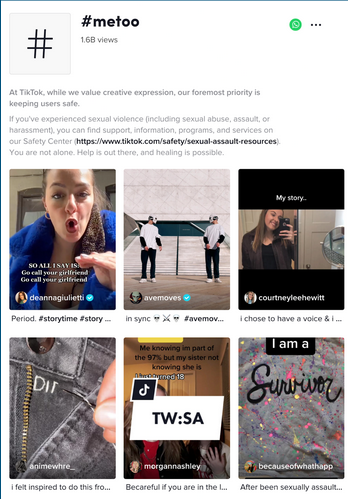 #metoo
1.6B views
At TikTok, while we value creative expression, our foremost priority is
keeping users safe.
If you've experienced sexual violence (including sexual abuse, assault, or
harassment), you can find support, information, programs, and services on
our Safety Center (https://www.tiktok.com/safety/sexual-assault-resources).
You are not alone. Help is out there, and healing is possible.
SO ALL I SAY IS:
Go call your girlfriend
Go call your girlfriend
deannagiulietti
Period. #storytime #story ...
avemoves
in sync
#avemov...
My story..
courtneyleehewitt
i chose to have a voice & i ...
DIT
animewhre_
i felt inspired to do this fro...
Me knowing im part of
the 97% but my sister not
knowing she is
I just turned 18
TW:SA
morgannashley
Becareful if you are in the l...
I am a
Survivor
becauseofwhathapp
After been sexually assault...